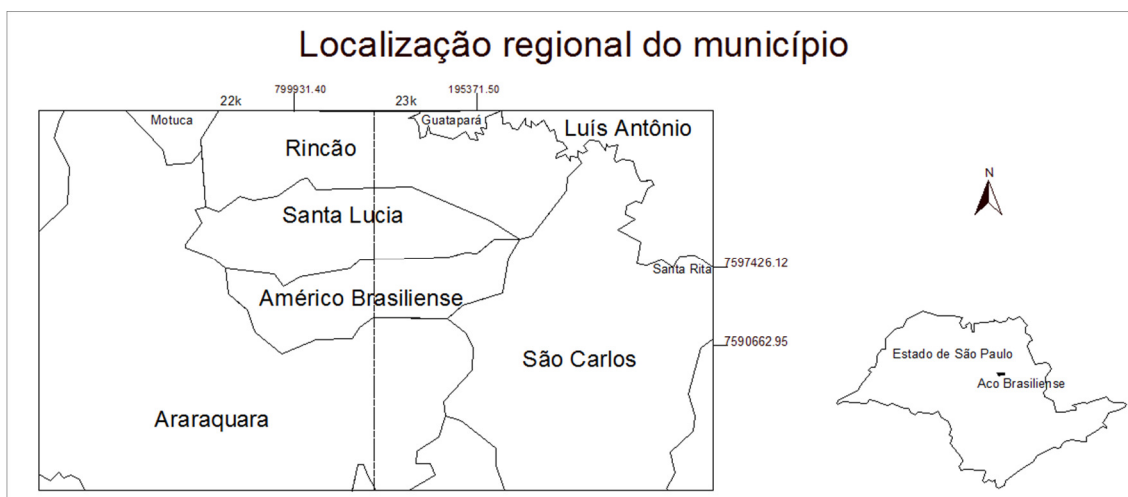 Localização regional do município
799931.40
195371.50
22k
23k
Motuca
Guatapará
Luís Antônio
Rincão
Santa Lucia
Santa Rita
7597426.12
Américo Brasiliense
7590662.95
São Carlos
Araraquara
N
Estado de São Paulo
Aco Brasiliense